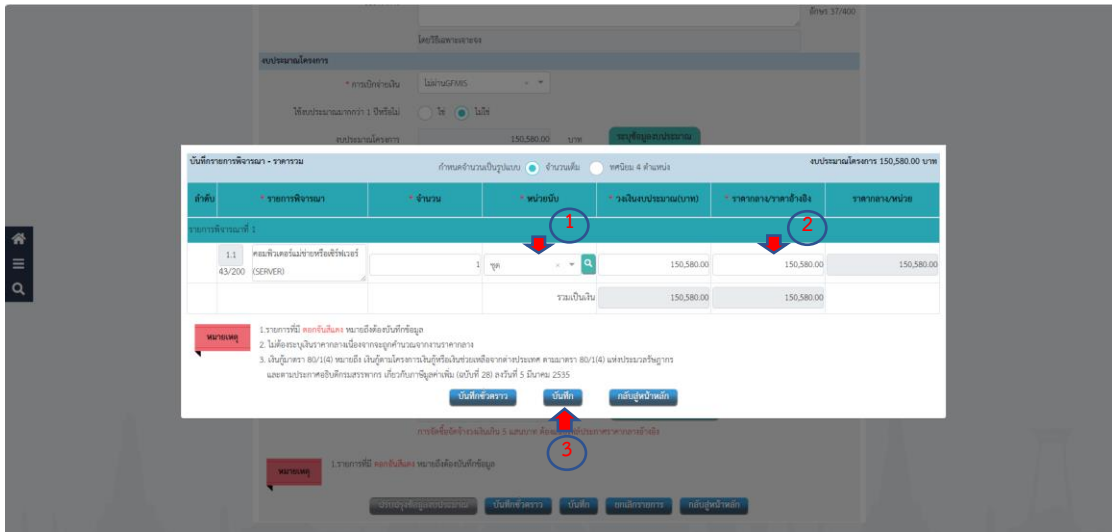 อักษร 37/400
โดยวิธีเฉพาะเจาะจง
งบประมาณโครงการ
* การเบิกจ่ายเงิน ไม่ผ่านGFMIS
ใช้งบประมาณมากกว่า 1 ปีหรือไม่ ใช่ ไม่ใช่
งบประมาณโครงการ 150,580.00 บาท ระบุข้อมูลงบประมาณ
บันทึกรายการพิจารณา - ราคารวม กำหนดจำนวนเป็นรูปแบบ จำนวนเต็ม ทศนิยม 4 ตำแหน่ง งบประมาณโครงการ 150,580.00 บาท
ลำดับ * รายการพิจารณา * จำนวน * หน่วยนับ * วงเงินงบประมาณ(บาท) * ราคากลาง/ราคาอ้างอิง ราคากลาง/หน่วย
รายการพิจารณาที่ 1
1 2
1.1 คอมพิวเตอร์แม่ข่ายหรือเซิร์ฟเวอร์
43/200 (SERVER) 1 ชุด 150,580.00 150,580.00 150,580.00
รวมเป็นเงิน 150,580.00 150,580.00
หมายเหตุ 1.รายการที่มี ดอกจันสีแดง หมายถึงต้องบันทึกข้อมูล
2. ไม่ต้องระบุเงินราคากลางเนื่องจากจะถูกคำนวณจากงานราคากลาง
3. เงินกู้มาตรา 80/1(4) หมายถึง เงินกู้ตามโครงการเงินกู้หรือเงินช่วยเหลือจากต่างประเทศ ตามมาตรา 80/1(4) แห่งประมวลรัษฎากร
และตามประกาศอธิบดีกรมสรรพากร เกี่ยวกับภาษีมูลค่าเพิ่ม (ฉบับที่ 28) ลงวันที่ 5 มีนาคม 2535
บันทึกชั่วคราว บันทึก กลับสู่หน้าหลัก
การจัดซื้อจัดจ้างวงเงินเกิน 5 แสนบาท
3
หมายเหตุ 1.รายการที่มี ดอกจันสีแดง หมายถึงต้องบันทึกข้อมูล
ปรับปรุงข้อมูลงบประมาณ บันทึกชั่วคราว บันทึก ยกเลิกรายการ กลับสู่หน้าหลัก